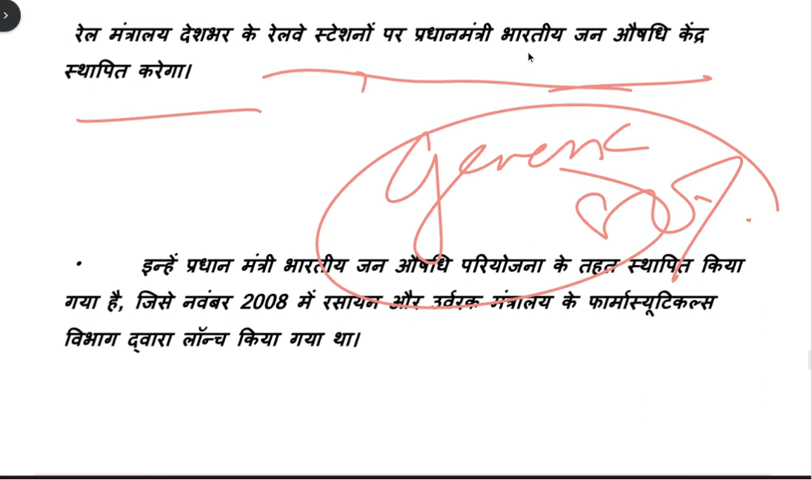 रेल मंत्रालय देशभर के रेलवे स्टेशनों पर प्रधानमंत्री भारतीय जन औषधि केंद्र
स्थापित करेगा।
Generic
• इन्हें प्रधान मंत्री भारतीय जन औषधि परियोजना के तहत स्थापित किया
गया है, जिसे नवंबर 2008 में रसायन और उर्वरक मंत्रालय के फार्मास्यूटिकल्स
विभाग द्वारा लॉन्च किया गया था।